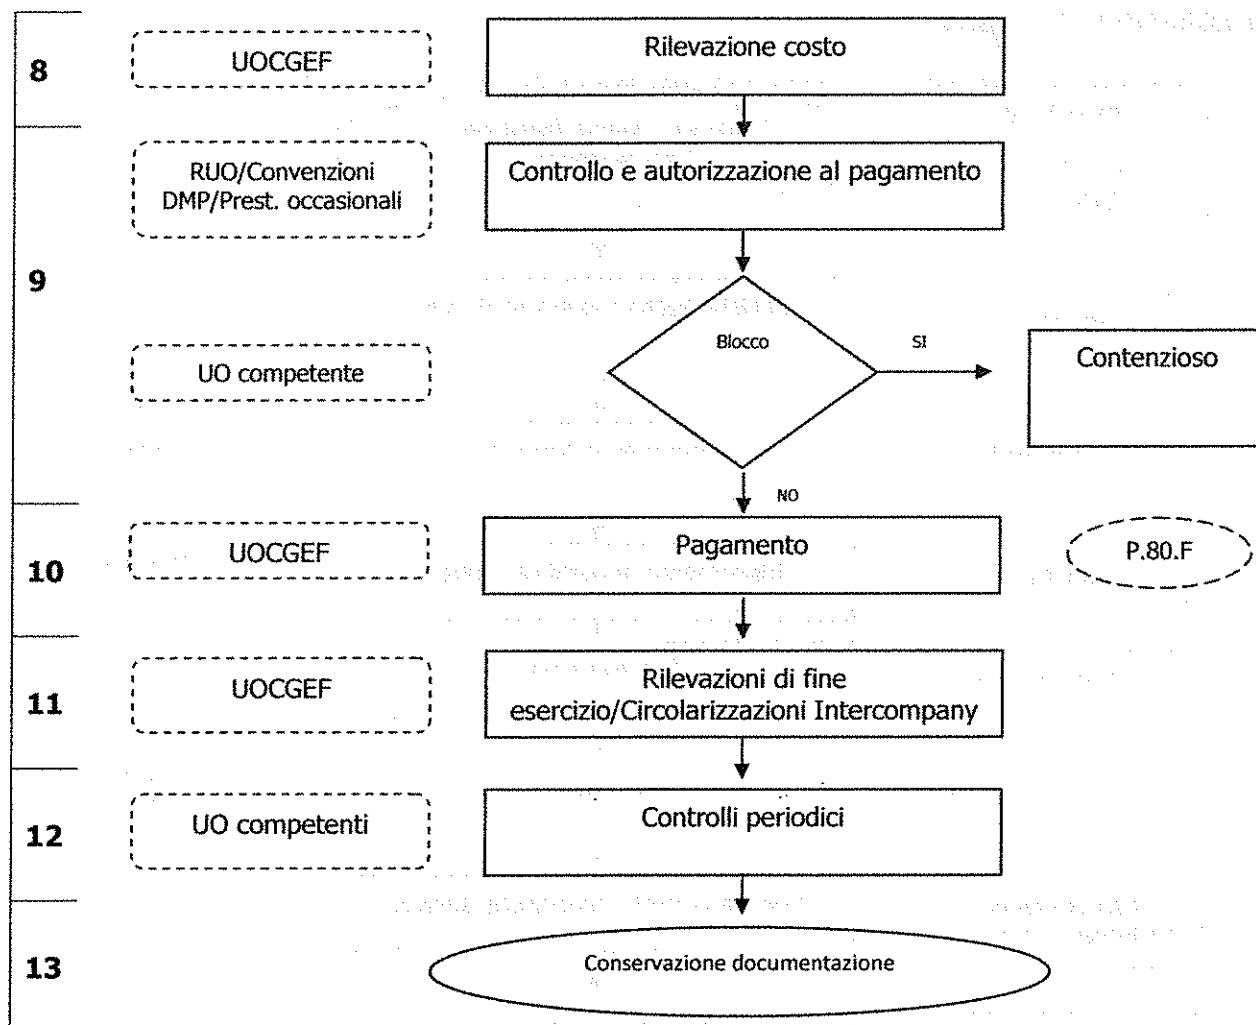 8
UOCGEF
Rilevazione costo
9
RUO/Convenzioni
DMP/Prest. occasionali
Controllo e autorizzazione al pagamento
Blocco
SI
UO competente
Contenzioso
NO
10
UOCGEF
Pagamento
P.80.F
11
UOCGEF
Rilevazioni di fine
esercizio/Circolarizzazioni Intercompany
12
UO competenti
Controlli periodici
13
Conservazione documentazione